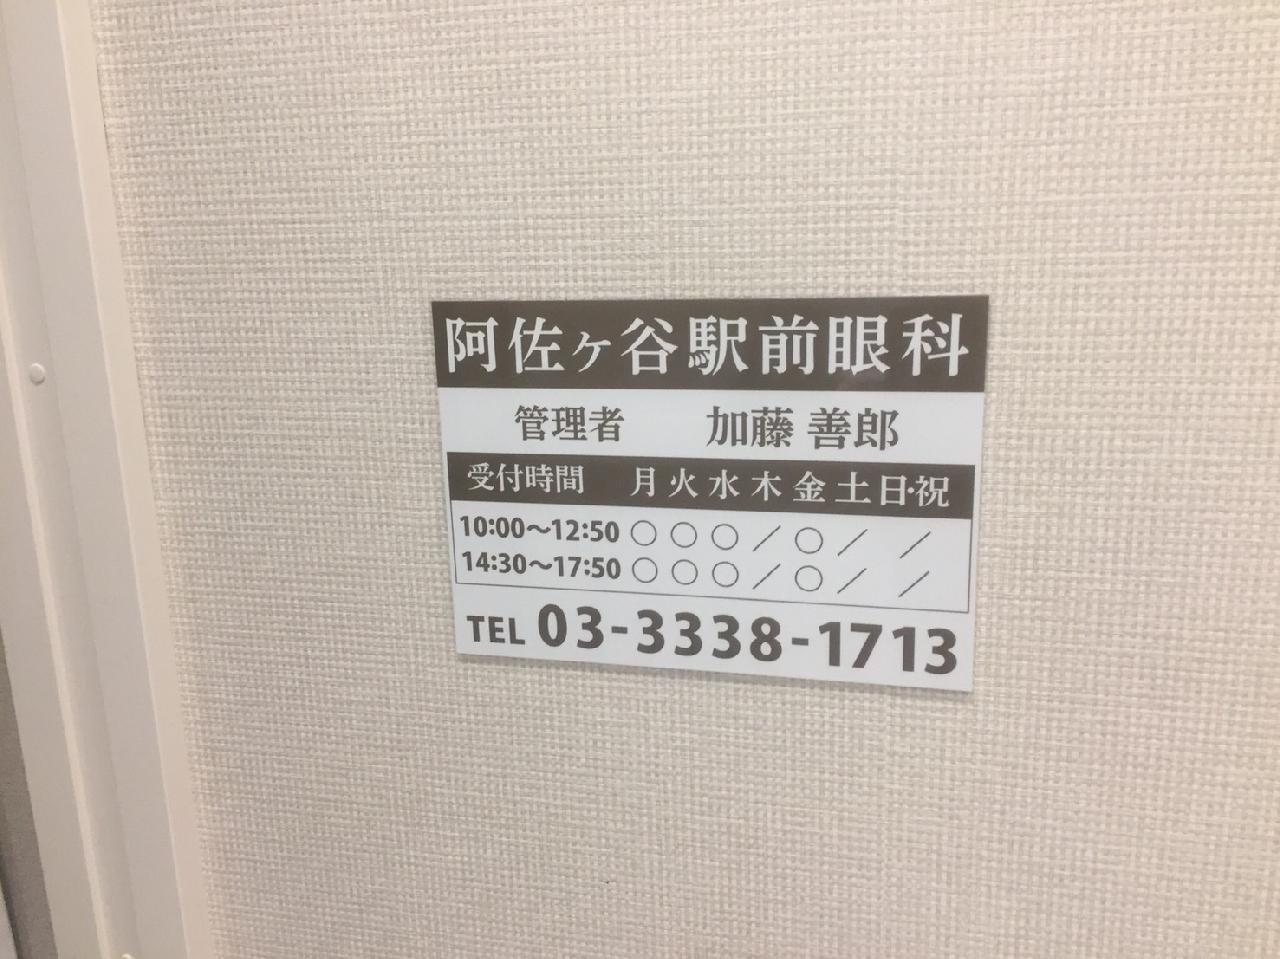 阿佐ヶ谷駅前眼科
管理者 加藤 善郎
受付時間 月 火 水 木 金 土 日・祝
10:00～12:50 ○ ○ ○ ／ ○ ／ ／
14:30～17:50 ○ ○ ○ ／ ○ ／ ／
TEL 03-3338-1713